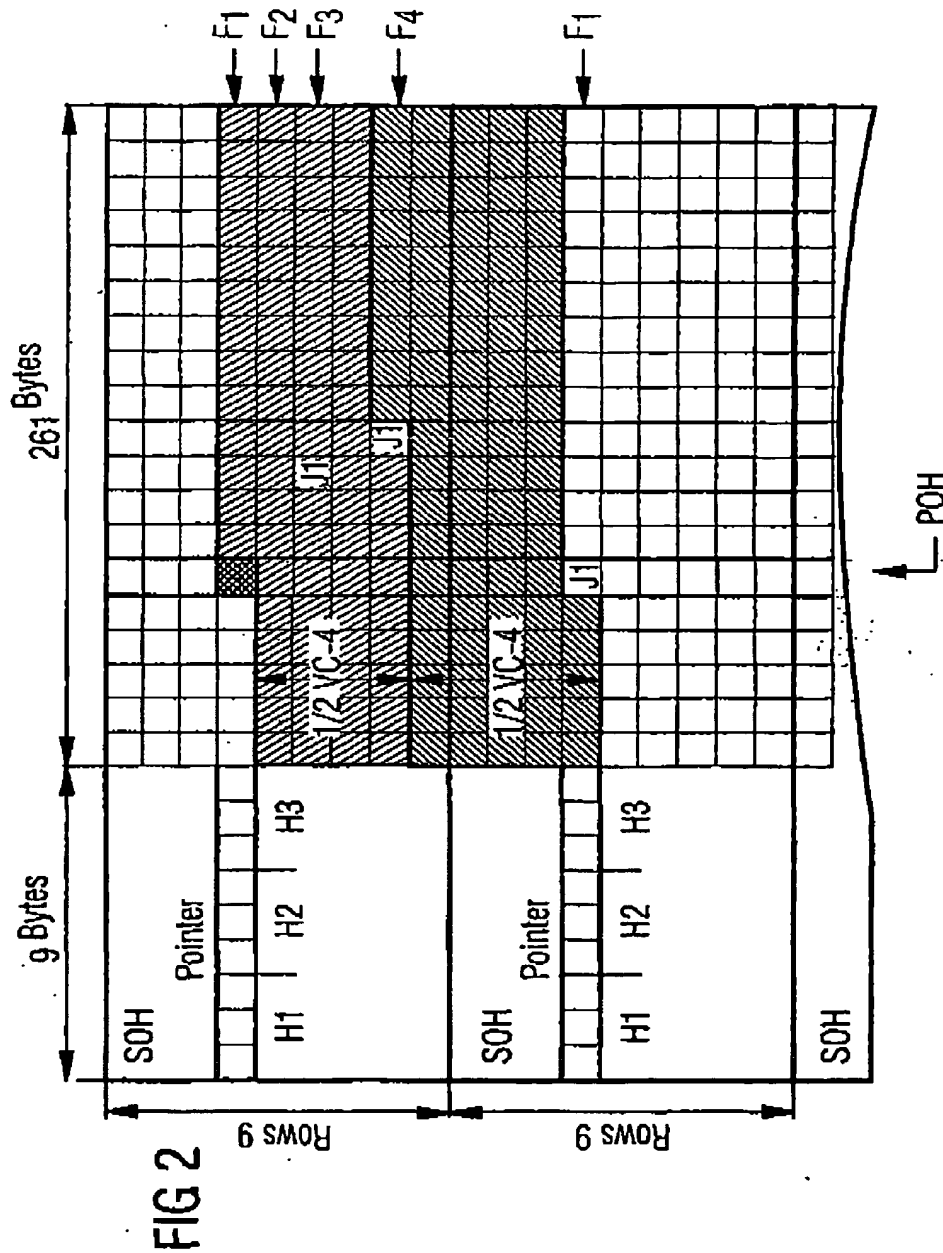 FIG 2
9 Bytes
261 Bytes
Rows 9
SOH
Pointer
H1
H2
H3
1/2 VC-4
J1
J1
F1
F2
F3
F4
Rows 9
SOH
Pointer
H1
H2
H3
1/2 VC-4
J1
F1
SOH
POH